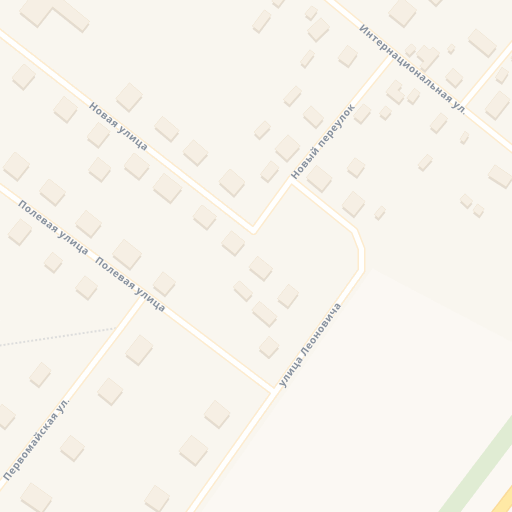 Интернациональная ул.
Новая улица
Новый переулок
Полевая улица
Полевая улица
улица Леоновича
Первомайская ул.